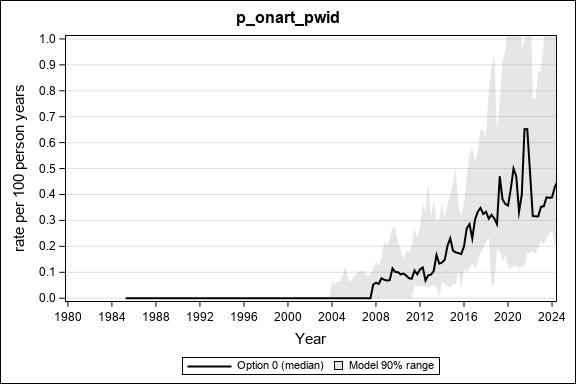 p_onart_pwid
1.0
0.9
0.8
0.7
0.6
0.5
0.4
0.3
0.2
0.1
0.0
rate per 100 person years
1980 1984 1988 1992 1996 2000 2004 2008 2012 2016 2020 2024
Year
Option 0 (median) Model 90% range